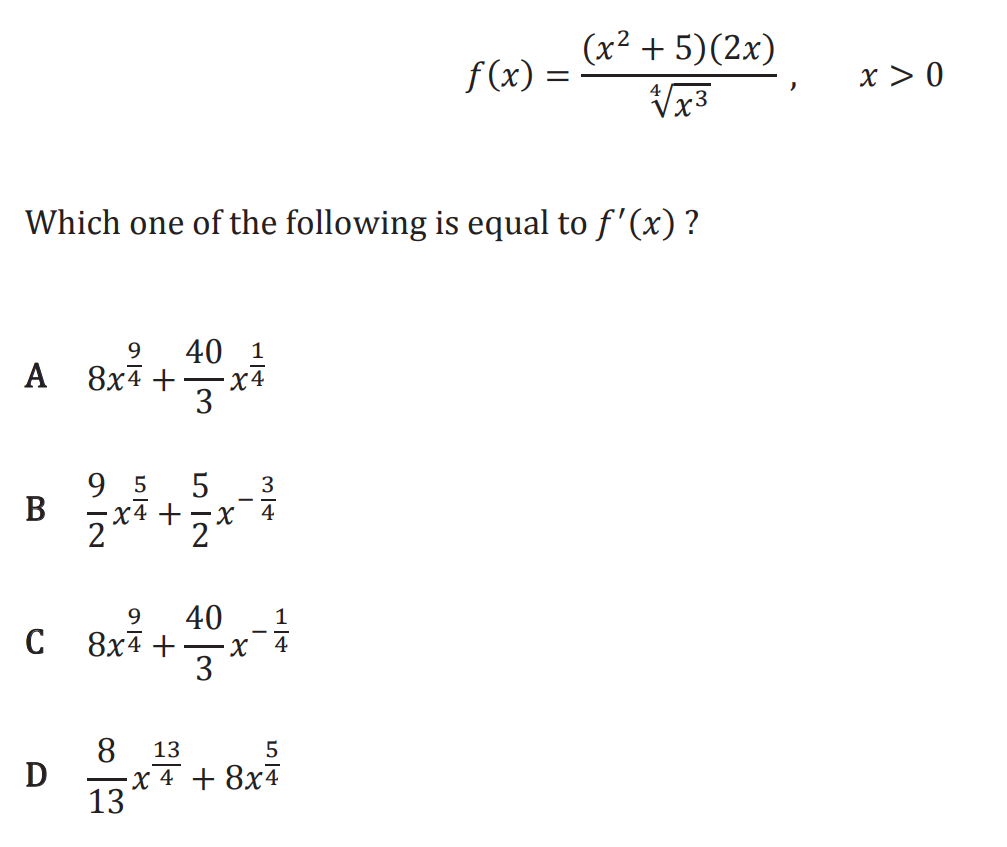 f(x) = (x² + 5)(2x) / ∜x³ , x > 0
Which one of the following is equal to f′(x) ?
A 8x^(9/4) + 40/3 x^(1/4)
B 9/2 x^(5/4) + 5/2 x^(−3/4)
C 8x^(9/4) + 40/3 x^(−1/4)
D 8/13 x^(13/4) + 8x^(5/4)